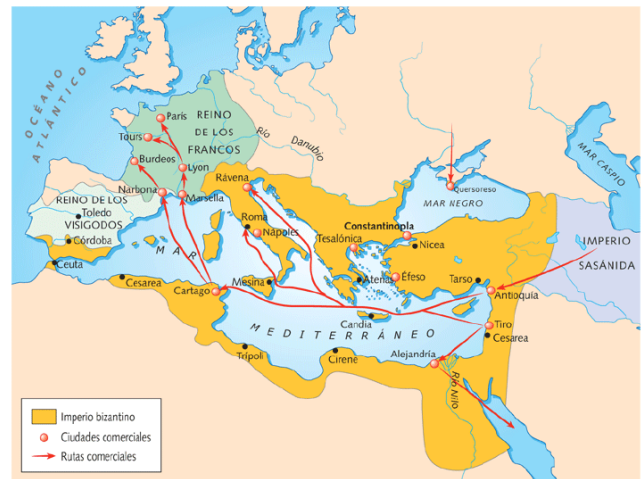 OCÉANO
ATLÁNTICO
París
REINO
DE LOS
FRANCOS
Tours
Río
Danubio
Burdeos
Lyon
MAR CASPIO
Narbona
Marsella
Rávena
Quersoreso
MAR NEGRO
REINO DE LOS
Toledo
VISIGODOS
Roma
Nápoles
Constantinopla
Tesalónica
Nicea
IMPERIO
SASÁNIDA
Córdoba
MAR
Ceuta
Cesarea
Cartago
Mesina
Atenas
Éfeso
Tarso
Antioquía
Candia
MEDITERRÁNEO
Tiro
Cesarea
Trípoli
Cirene
Alejandría
Río Nilo
Imperio bizantino
Ciudades comerciales
Rutas comerciales